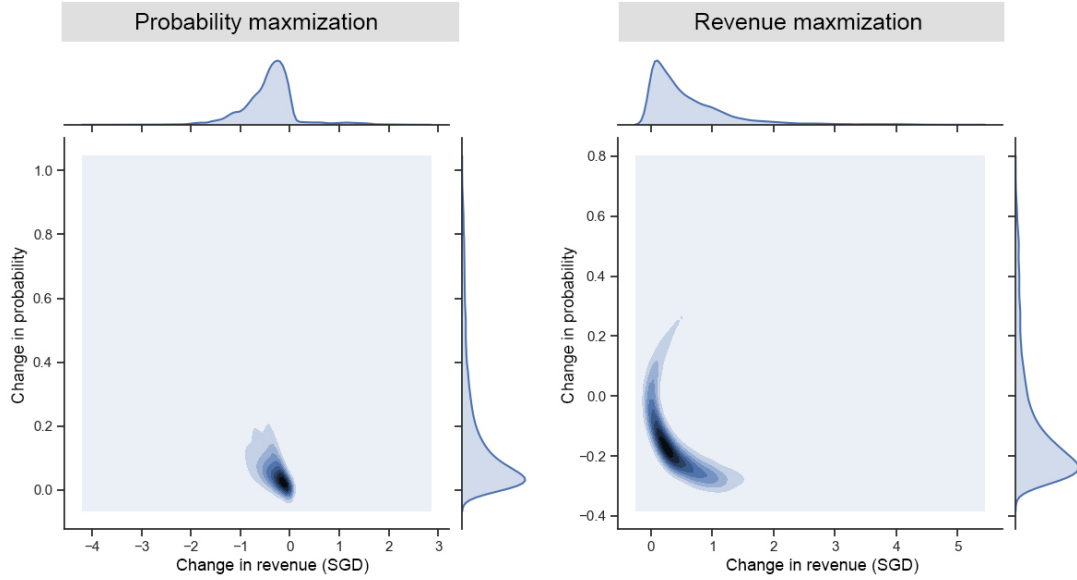 Probability maxmization
Revenue maxmization
1.0
0.8
0.6
0.4
0.2
0.0
Change in probability
−4 −3 −2 −1 0 1 2 3
Change in revenue (SGD)
0.8
0.6
0.4
0.2
0.0
−0.2
−0.4
Change in probability
0 1 2 3 4 5
Change in revenue (SGD)